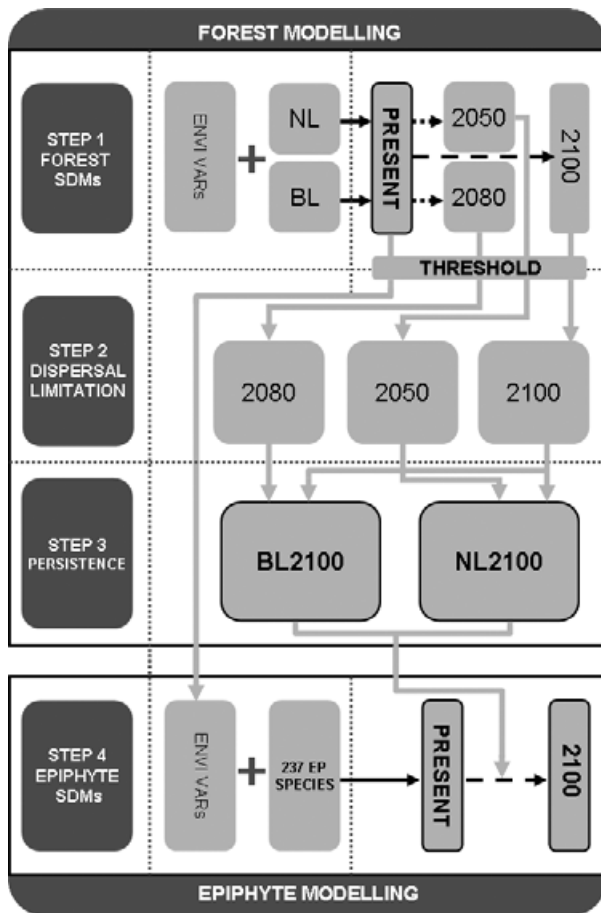 FOREST MODELLING
STEP 1
FOREST
SDMs
ENVI VARs
+
NL
BL
PRESENT
2050
2080
2100
THRESHOLD
STEP 2
DISPERSAL
LIMITATION
2080
2050
2100
STEP 3
PERSISTENCE
BL2100
NL2100
STEP 4
EPIPHYTE
SDMs
ENVI VARs
+
237 EP
SPECIES
PRESENT
2100
EPIPHYTE MODELLING